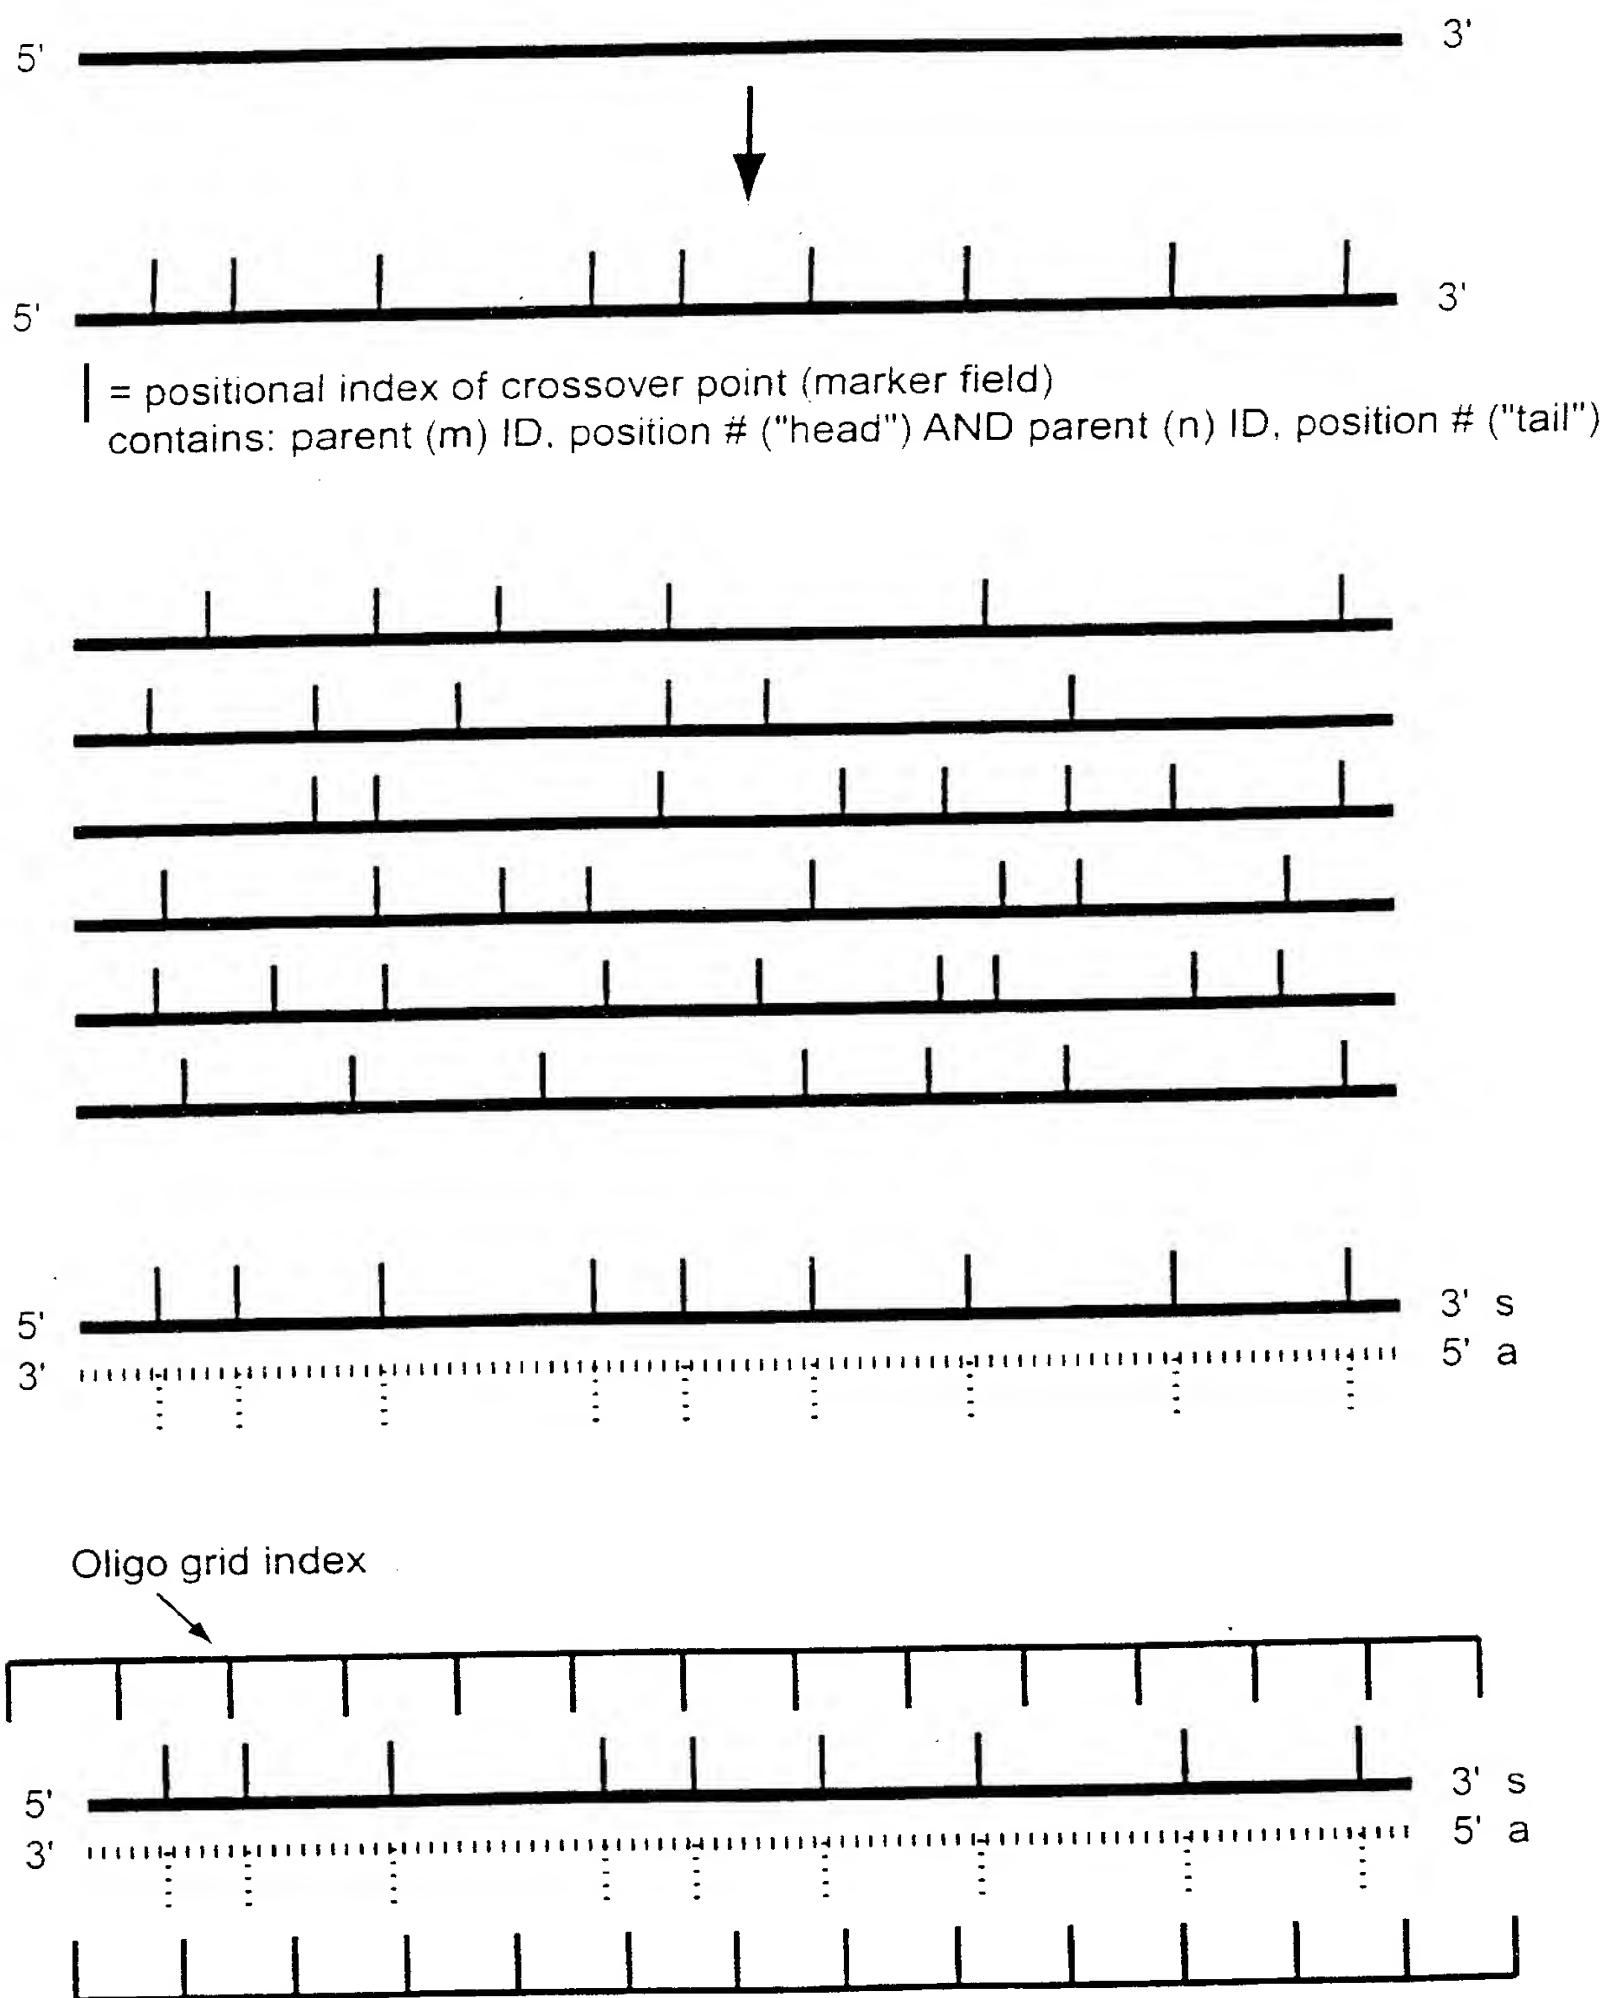 5' 3'
5' 3'
= positional index of crossover point (marker field)
contains: parent (m) ID, position # ("head") AND parent (n) ID, position # ("tail")
5' 3' s
3' 5' a
Oligo grid index
5' 3' s
3' 5' a